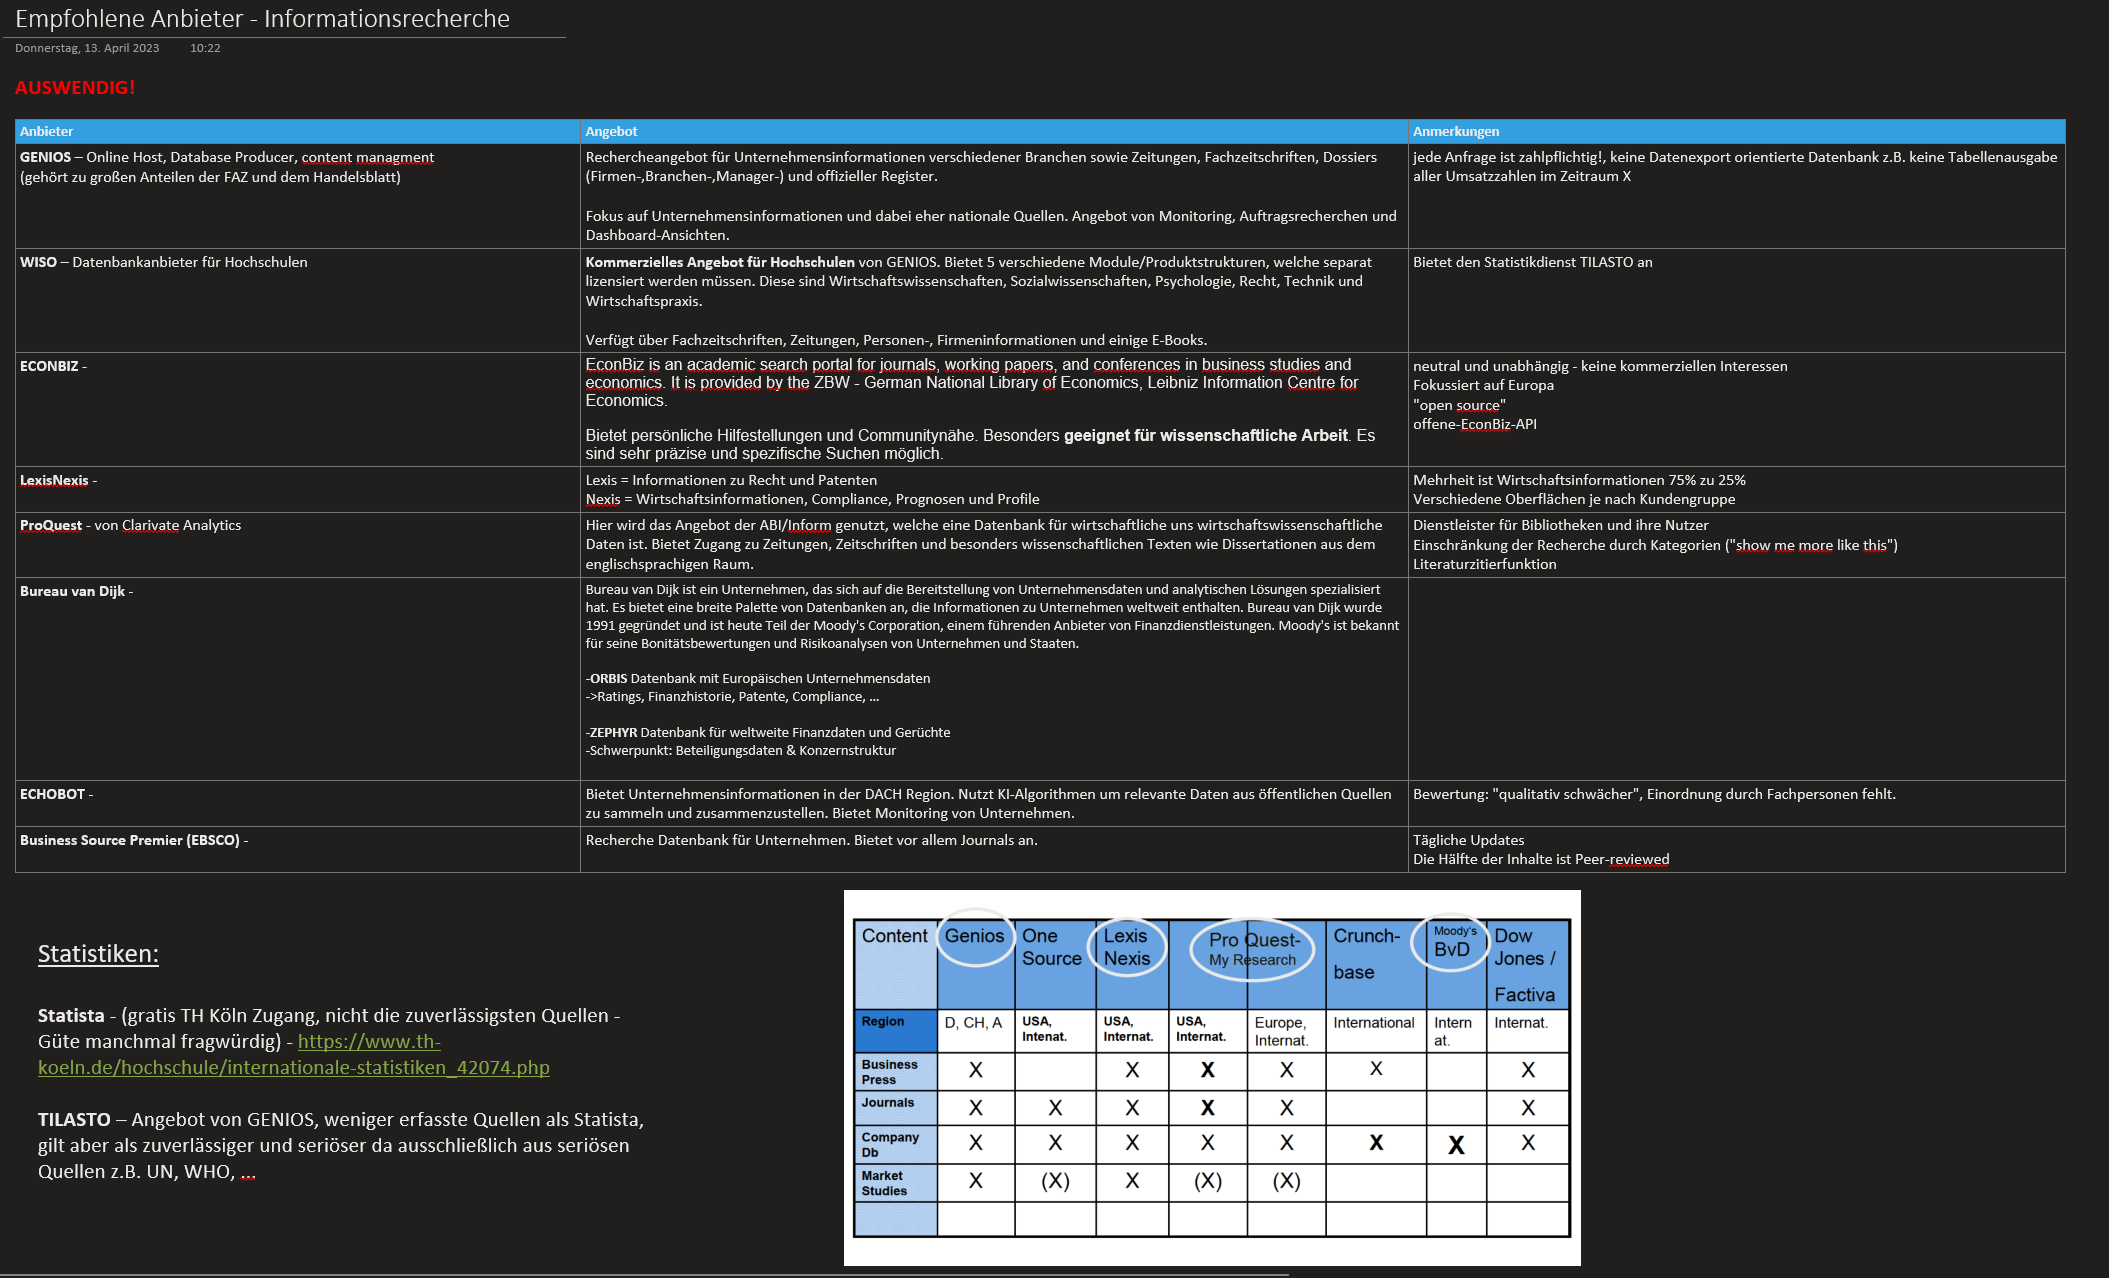 Empfohlene Anbieter - Informationsrecherche
Donnerstag, 13. April 2023 10:22
AUSWENDIG!
Anbieter Angebot Anmerkungen
GENIOS – Online Host, Database Producer, content managment
(gehört zu großen Anteilen der FAZ und dem Handelsblatt)
Rechercheangebot für Unternehmensinformationen verschiedener Branchen sowie Zeitungen, Fachzeitschriften, Dossiers
(Firmen-,Branchen-,Manager-) und offizieller Register.
Fokus auf Unternehmensinformationen und dabei eher nationale Quellen. Angebot von Monitoring, Auftragsrecherchen und
Dashboard-Ansichten.
jede Anfrage ist zahlpflichtig!, keine Datenexport orientierte Datenbank z.B. keine Tabellenausgabe
aller Umsatzzahlen im Zeitraum X
WISO – Datenbankanbieter für Hochschulen
Kommerzielles Angebot für Hochschulen von GENIOS. Bietet 5 verschiedene Module/Produktstrukturen, welche separat
lizensiert werden müssen. Diese sind Wirtschaftswissenschaften, Sozialwissenschaften, Psychologie, Recht, Technik und
Wirtschaftspraxis.
Verfügt über Fachzeitschriften, Zeitungen, Personen-, Firmeninformationen und einige E-Books.
Bietet den Statistikdienst TILASTO an
ECONBIZ -
EconBiz is an academic search portal for journals, working papers, and conferences in business studies and
economics. It is provided by the ZBW - German National Library of Economics, Leibniz Information Centre for
Economics.
Bietet persönliche Hilfestellungen und Communitynähe. Besonders geeignet für wissenschaftliche Arbeit. Es
sind sehr präzise und spezifische Suchen möglich.
neutral und unabhängig - keine kommerziellen Interessen
Fokussiert auf Europa
"open source"
offene-EconBiz-API
LexisNexis -
Lexis = Informationen zu Recht und Patenten
Nexis = Wirtschaftsinformationen, Compliance, Prognosen und Profile
Mehrheit ist Wirtschaftsinformationen 75% zu 25%
Verschiedene Oberflächen je nach Kundengruppe
ProQuest - von Clarivate Analytics
Hier wird das Angebot der ABI/Inform genutzt, welche eine Datenbank für wirtschaftliche uns wirtschaftswissenschaftliche
Daten ist. Bietet Zugang zu Zeitungen, Zeitschriften und besonders wissenschaftlichen Texten wie Dissertationen aus dem
englischsprachigen Raum.
Dienstleister für Bibliotheken und ihre Nutzer
Einschränkung der Recherche durch Kategorien ("show me more like this")
Literaturzitierfunktion
Bureau van Dijk -
Bureau van Dijk ist ein Unternehmen, das sich auf die Bereitstellung von Unternehmensdaten und analytischen Lösungen spezialisiert
hat. Es bietet eine breite Palette von Datenbanken an, die Informationen zu Unternehmen weltweit enthalten. Bureau van Dijk wurde
1991 gegründet und ist heute Teil der Moody's Corporation, einem führenden Anbieter von Finanzdienstleistungen. Moody's ist bekannt
für seine Bonitätsbewertungen und Risikoanalysen von Unternehmen und Staaten.
-ORBIS Datenbank mit Europäischen Unternehmensdaten
->Ratings, Finanzhistorie, Patente, Compliance, ...
-ZEPHYR Datenbank für weltweite Finanzdaten und Gerüchte
-Schwerpunkt: Beteiligungsdaten & Konzernstruktur
ECHOBOT -
Bietet Unternehmensinformationen in der DACH Region. Nutzt KI-Algorithmen um relevante Daten aus öffentlichen Quellen
zu sammeln und zusammenzustellen. Bietet Monitoring von Unternehmen.
Bewertung: "qualitativ schwächer", Einordnung durch Fachpersonen fehlt.
Business Source Premier (EBSCO) -
Recherche Datenbank für Unternehmen. Bietet vor allem Journals an.
Tägliche Updates
Die Hälfte der Inhalte ist Peer-reviewed
Statistiken:
Statista - (gratis TH Köln Zugang, nicht die zuverlässigsten Quellen -
Güte manchmal fragwürdig) - https://www.th-
koeln.de/hochschule/internationale-statistiken_42074.php
TILASTO – Angebot von GENIOS, weniger erfasste Quellen als Statista,
gilt aber als zuverlässiger und seriöser da ausschließlich aus seriösen
Quellen z.B. UN, WHO, ...
Content Genios One Source Lexis Nexis Pro Quest- My Research Crunch- base Moody's BvD Dow Jones / Factiva
Region D, CH, A USA, Intenat. USA, Internat. USA, Internat. Europe, Internat. International Intern at. Internat.
Business Press X X X X X X
Journals X X X X X X
Company Db X X X X X X X X
Market Studies X (X) X (X) (X)